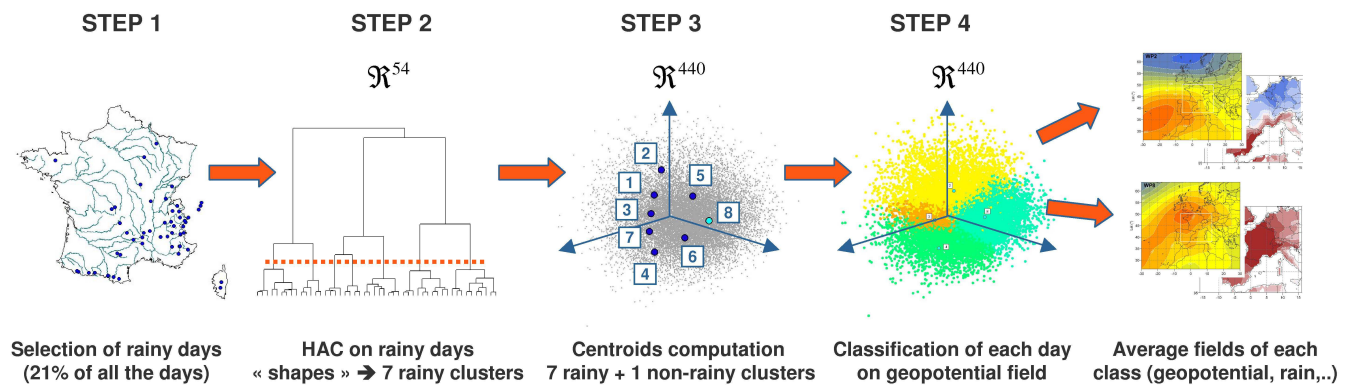 STEP 1
STEP 2
STEP 3
STEP 4
ℜ⁵⁴
ℜ⁴⁴⁰
ℜ⁴⁴⁰
2
1
5
3
8
7
6
4
WP2
WP8
Selection of rainy days
(21% of all the days)
HAC on rainy days
« shapes » ➔ 7 rainy clusters
Centroids computation
7 rainy + 1 non-rainy clusters
Classification of each day
on geopotential field
Average fields of each
class (geopotential, rain,..)